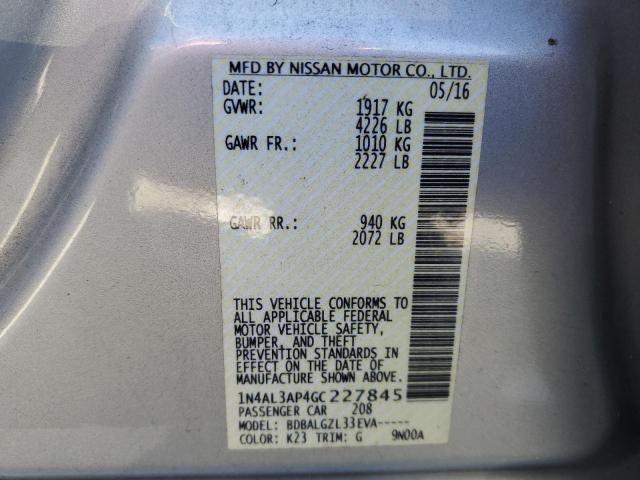 MFD BY NISSAN MOTOR CO., LTD.
DATE: 05/16
GVWR: 1917 KG
4226 LB
GAWR FR.: 1010 KG
2227 LB
GAWR RR.: 940 KG
2072 LB
THIS VEHICLE CONFORMS TO
ALL APPLICABLE FEDERAL
MOTOR VEHICLE SAFETY,
BUMPER, AND THEFT
PREVENTION STANDARDS IN
EFFECT ON THE DATE OF
MANUFACTURE SHOWN ABOVE.
1N4AL3AP4GC227845
PASSENGER CAR 208
MODEL: BDBALGZL33EVA-----
COLOR: K23 TRIM: G 9N00A